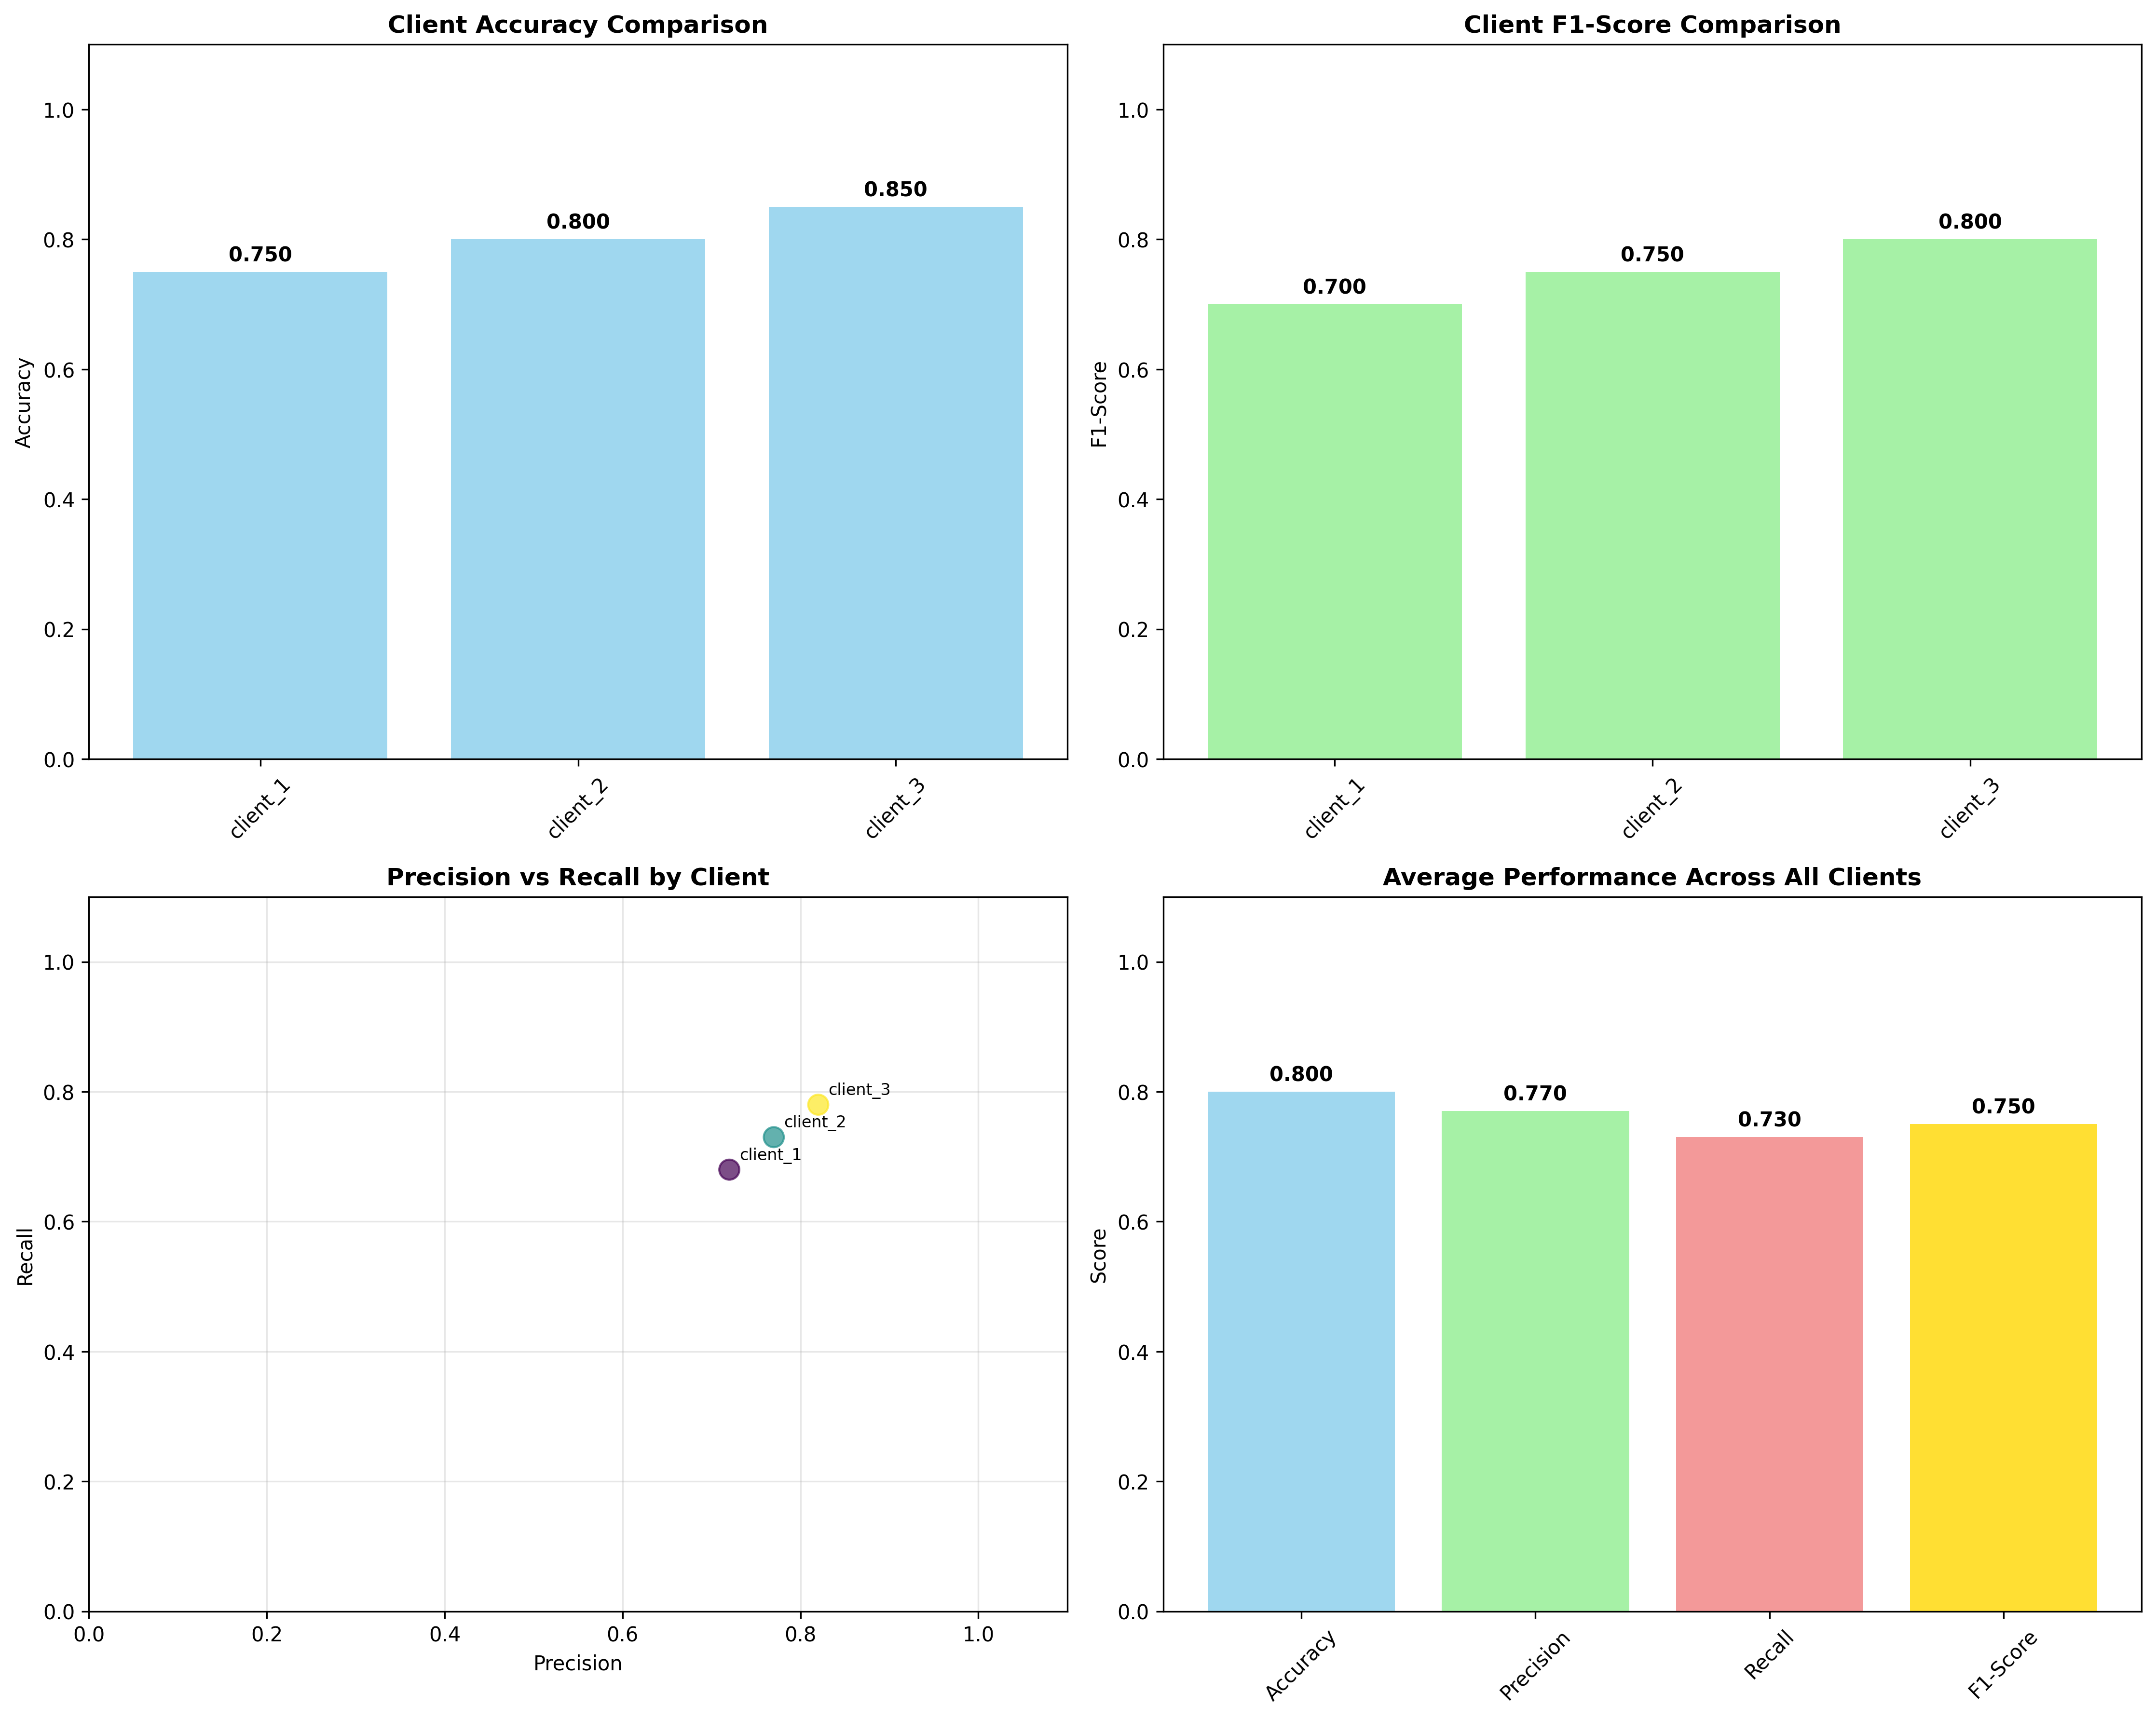 Client Accuracy Comparison
1.0
0.8
0.6
0.4
0.2
0.0
Accuracy
0.750
0.800
0.850
client_1
client_2
client_3
Client F1-Score Comparison
1.0
0.8
0.6
0.4
0.2
0.0
F1-Score
0.700
0.750
0.800
client_1
client_2
client_3
Precision vs Recall by Client
1.0
0.8
0.6
0.4
0.2
0.0
Recall
client_3
client_2
client_1
0.0 0.2 0.4 0.6 0.8 1.0
Precision
Average Performance Across All Clients
1.0
0.8
0.6
0.4
0.2
0.0
Score
0.800
0.770
0.730
0.750
Accuracy
Precision
Recall
F1-Score